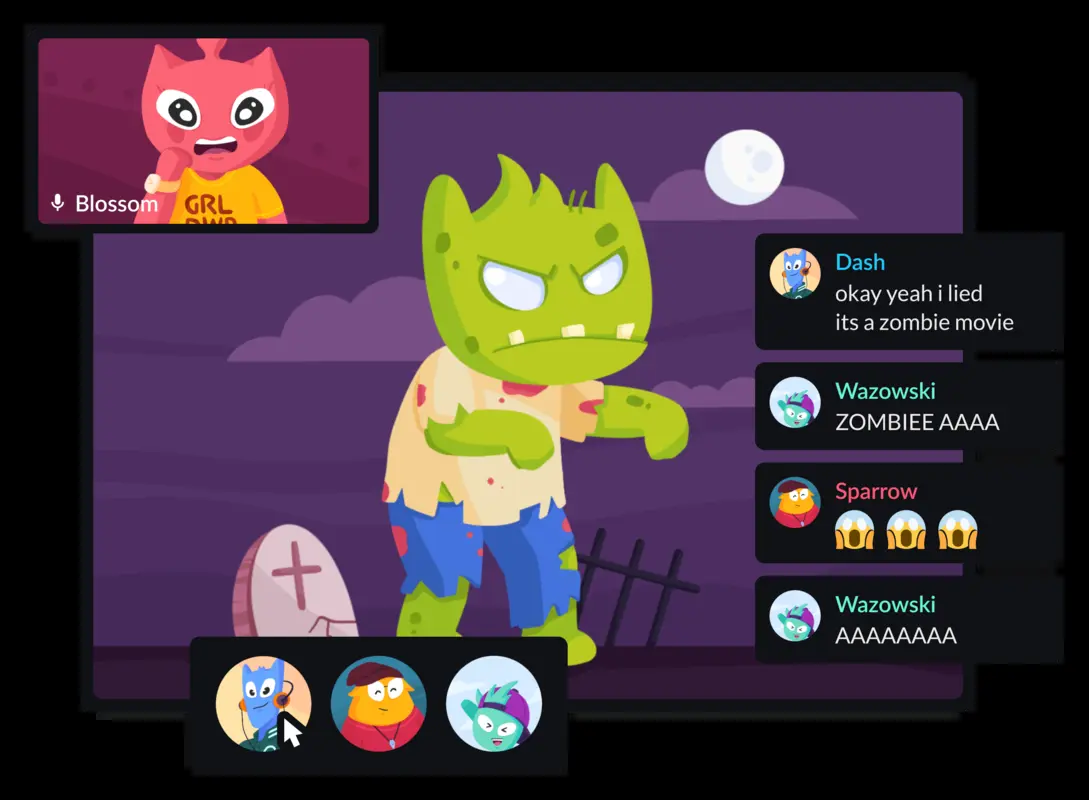 GRL
PWR
Blossom
Dash
okay yeah i lied
its a zombie movie
Wazowski
ZOMBIEE AAAA
Sparrow
😱 😱 😱
Wazowski
AAAAAAAA